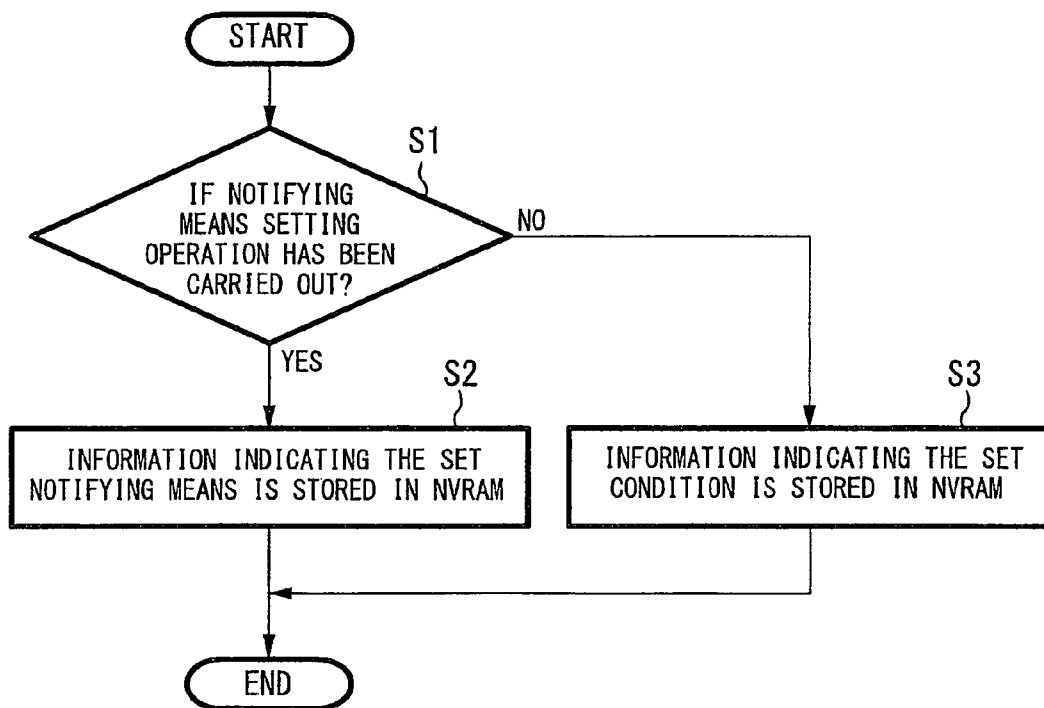 START
S1
IF NOTIFYING
MEANS SETTING
OPERATION HAS BEEN
CARRIED OUT?
NO
YES
S2
INFORMATION INDICATING THE SET
NOTIFYING MEANS IS STORED IN NVRAM
S3
INFORMATION INDICATING THE SET
CONDITION IS STORED IN NVRAM
END